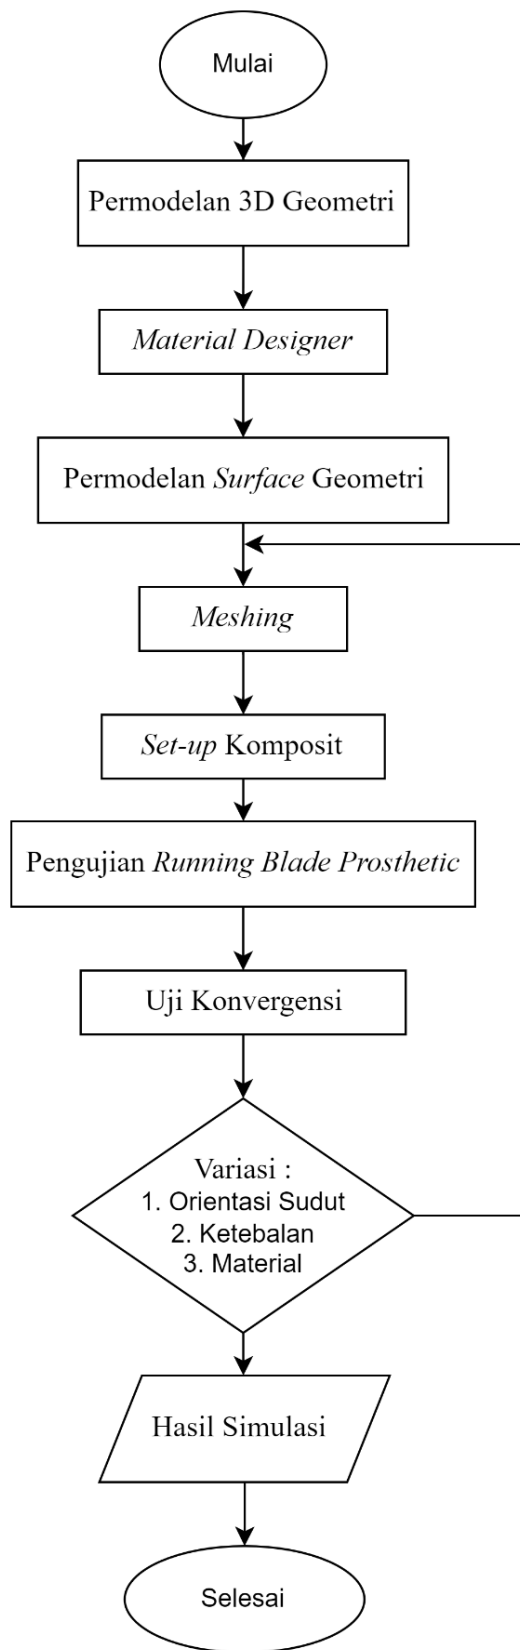 Mulai
Permodelan 3D Geometri
Material Designer
Permodelan Surface Geometri
Meshing
Set-up Komposit
Pengujian Running Blade Prosthetic
Uji Konvergensi
Variasi :
1. Orientasi Sudut
2. Ketebalan
3. Material
Hasil Simulasi
Selesai